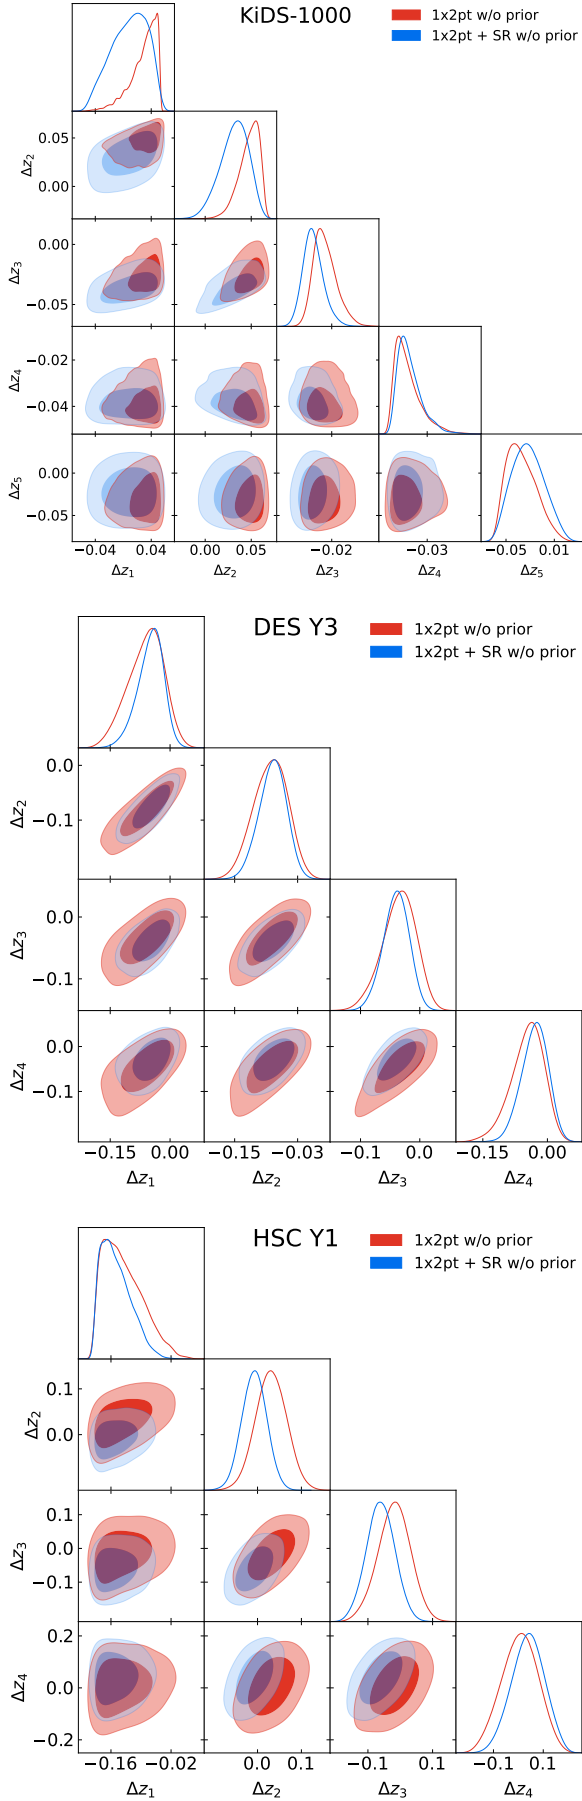 KiDS-1000
1x2pt w/o prior
1x2pt + SR w/o prior
0.05
0.00
Δz2
0.00
−0.05
Δz3
−0.02
−0.04
Δz4
0.00
−0.05
Δz5
−0.04 0.04 0.00 0.05 −0.02 −0.03 −0.05 0.01
Δz1 Δz2 Δz3 Δz4 Δz5
DES Y3
1x2pt w/o prior
1x2pt + SR w/o prior
0.0
−0.1
Δz2
0.0
−0.1
Δz3
0.0
−0.1
Δz4
−0.15 0.00 −0.15 −0.03 −0.1 0.0 −0.15 0.00
Δz1 Δz2 Δz3 Δz4
HSC Y1
1x2pt w/o prior
1x2pt + SR w/o prior
0.1
0.0
Δz2
0.1
0.0
−0.1
Δz3
0.2
0.0
−0.2
Δz4
−0.16 −0.02 0.0 0.1 −0.1 0.1 −0.1 0.1
Δz1 Δz2 Δz3 Δz4